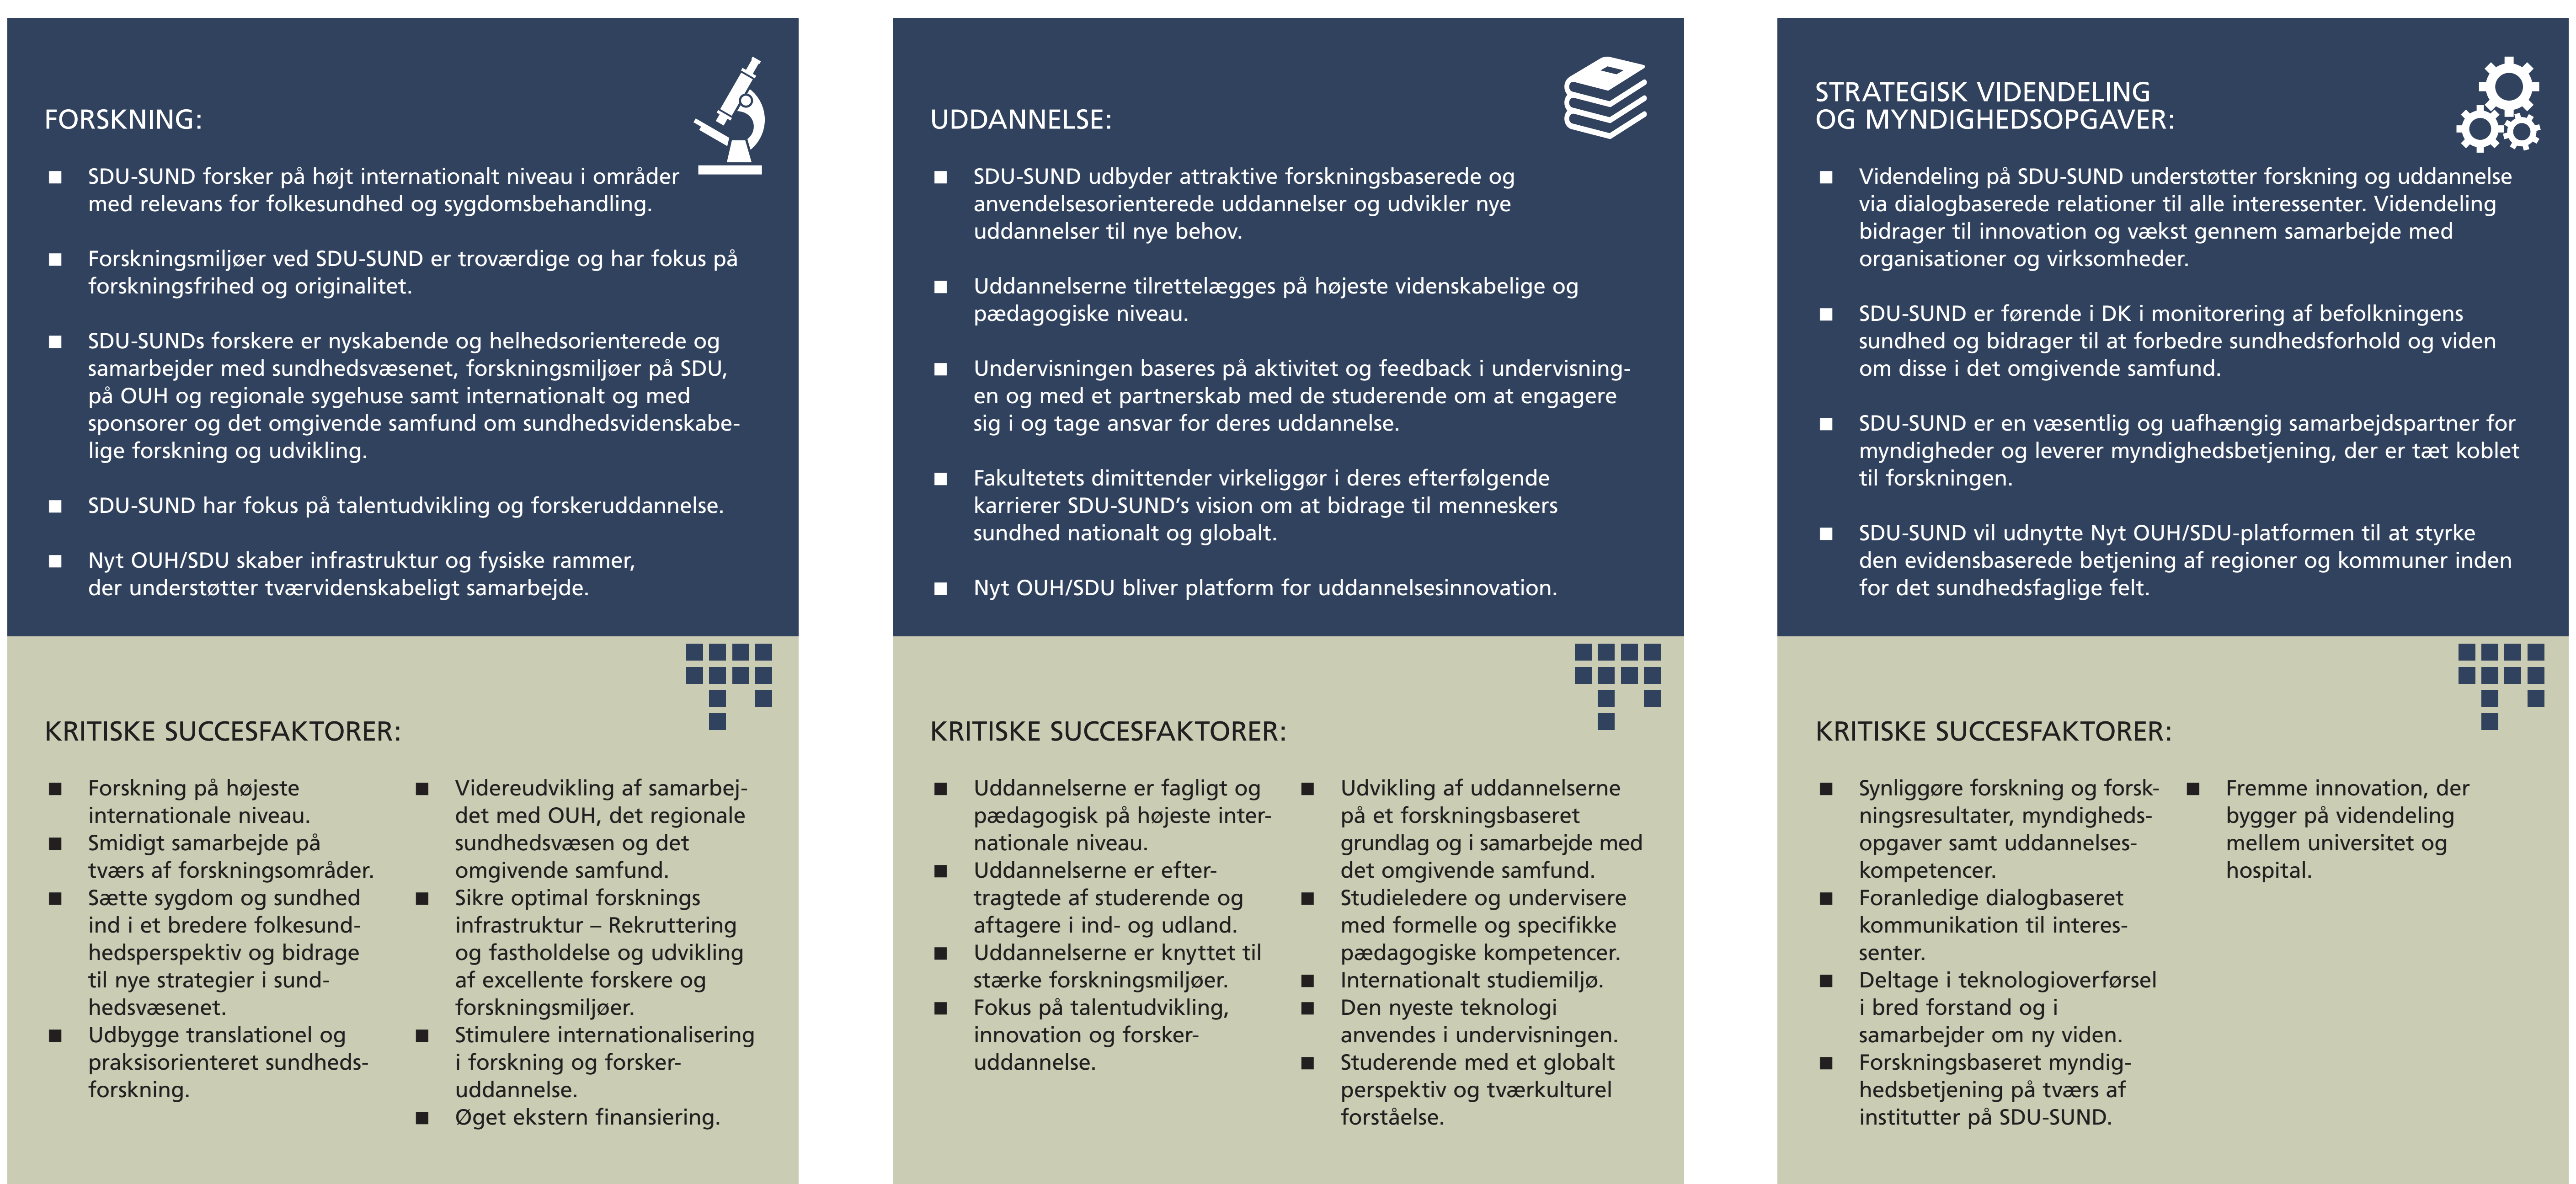 FORSKNING:
SDU-SUND forsker på højt internationalt niveau i områder
med relevans for folkesundhed og sygdomsbehandling.
Forskningsmiljøer ved SDU-SUND er troværdige og har fokus på
forskningsfrihed og originalitet.
SDU-SUNDs forskere er nyskabende og helhedsorienterede og
samarbejder med sundhedsvæsenet, forskningsmiljøer på SDU,
på OUH og regionale sygehuse samt internationalt og med
sponsorer og det omgivende samfund om sundhedsvidenskabe-
lige forskning og udvikling.
SDU-SUND har fokus på talentudvikling og forskeruddannelse.
Nyt OUH/SDU skaber infrastruktur og fysiske rammer,
der understøtter tværvidenskabeligt samarbejde.
KRITISKE SUCCESFAKTORER:
Forskning på højeste
internationale niveau.
Smidigt samarbejde på
tværs af forskningsområder.
Sætte sygdom og sundhed
ind i et bredere folkesund-
hedsperspektiv og bidrage
til nye strategier i sund-
hedsvæsenet.
Udbygge translationel og
praksisorienteret sundheds-
forskning.
Videreudvikling af samarbej-
det med OUH, det regionale
sundhedsvæsen og det
omgivende samfund.
Sikre optimal forsknings
infrastruktur – Rekruttering
og fastholdelse og udvikling
af excellente forskere og
forskningsmiljøer.
Stimulere internationalisering
i forskning og forsker-
uddannelse.
Øget ekstern finansiering.
UDDANNELSE:
SDU-SUND udbyder attraktive forskningsbaserede og
anvendelsesorienterede uddannelser og udvikler nye
uddannelser til nye behov.
Uddannelserne tilrettelægges på højeste videnskabelige og
pædagogiske niveau.
Undervisningen baseres på aktivitet og feedback i undervisning-
en og med et partnerskab med de studerende om at engagere
sig i og tage ansvar for deres uddannelse.
Fakultetets dimittender virkeliggør i deres efterfølgende
karrierer SDU-SUND’s vision om at bidrage til menneskers
sundhed nationalt og globalt.
Nyt OUH/SDU bliver platform for uddannelsesinnovation.
KRITISKE SUCCESFAKTORER:
Uddannelserne er fagligt og
pædagogisk på højeste inter-
nationale niveau.
Uddannelserne er efter-
tragtede af studerende og
aftagere i ind- og udland.
Uddannelserne er knyttet til
stærke forskningsmiljøer.
Fokus på talentudvikling,
innovation og forsker-
uddannelse.
Udvikling af uddannelserne
på et forskningsbaseret
grundlag og i samarbejde med
det omgivende samfund.
Studieledere og undervisere
med formelle og specifikke
pædagogiske kompetencer.
Internationalt studiemiljø.
Den nyeste teknologi
anvendes i undervisningen.
Studerende med et globalt
perspektiv og tværkulturel
forståelse.
STRATEGISK VIDENDELING
OG MYNDIGHEDSOPGAVER:
Videndeling på SDU-SUND understøtter forskning og uddannelse
via dialogbaserede relationer til alle interessenter. Videndeling
bidrager til innovation og vækst gennem samarbejde med
organisationer og virksomheder.
SDU-SUND er førende i DK i monitorering af befolkningens
sundhed og bidrager til at forbedre sundhedsforhold og viden
om disse i det omgivende samfund.
SDU-SUND er en væsentlig og uafhængig samarbejdspartner for
myndigheder og leverer myndighedsbetjening, der er tæt koblet
til forskningen.
SDU-SUND vil udnytte Nyt OUH/SDU-platformen til at styrke
den evidensbaserede betjening af regioner og kommuner inden
for det sundhedsfaglige felt.
KRITISKE SUCCESFAKTORER:
Synliggøre forskning og forsk-
ningsresultater, myndigheds-
opgaver samt uddannelses-
kompetencer.
Foranledige dialogbaseret
kommunikation til interes-
senter.
Deltage i teknologioverførsel
i bred forstand og i
samarbejder om ny viden.
Forskningsbaseret myndig-
hedsbetjening på tværs af
institutter på SDU-SUND.
Fremme innovation, der
bygger på videndeling
mellem universitet og
hospital.